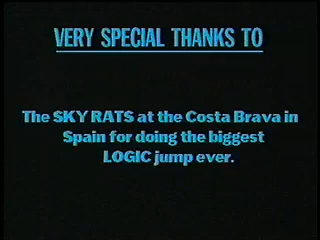 VERY SPECIAL THANKS TO
The SKY RATS at the Costa Brava in
Spain for doing the biggest
LOGIC jump ever.